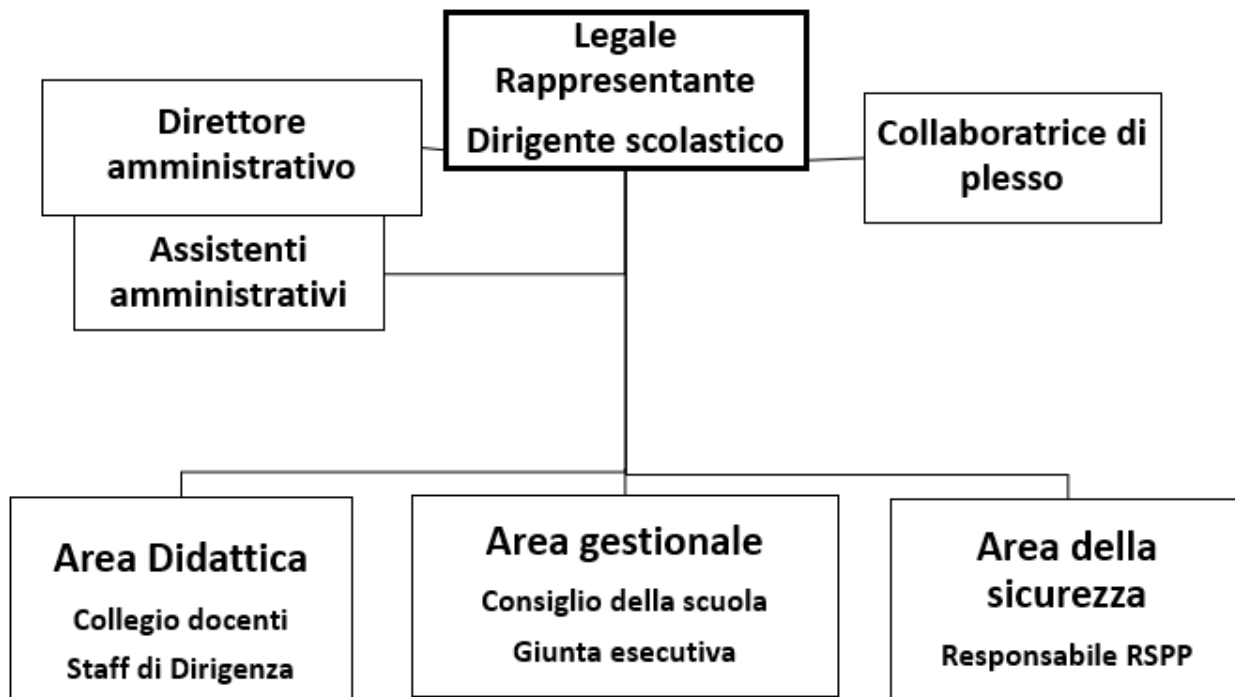 Legale
Rappresentante
Dirigente scolastico
Direttore
amministrativo
Collaboratrice di
plesso
Assistenti
amministrativi
Area Didattica
Collegio docenti
Staff di Dirigenza
Area gestionale
Consiglio della scuola
Giunta esecutiva
Area della
sicurezza
Responsabile RSPP